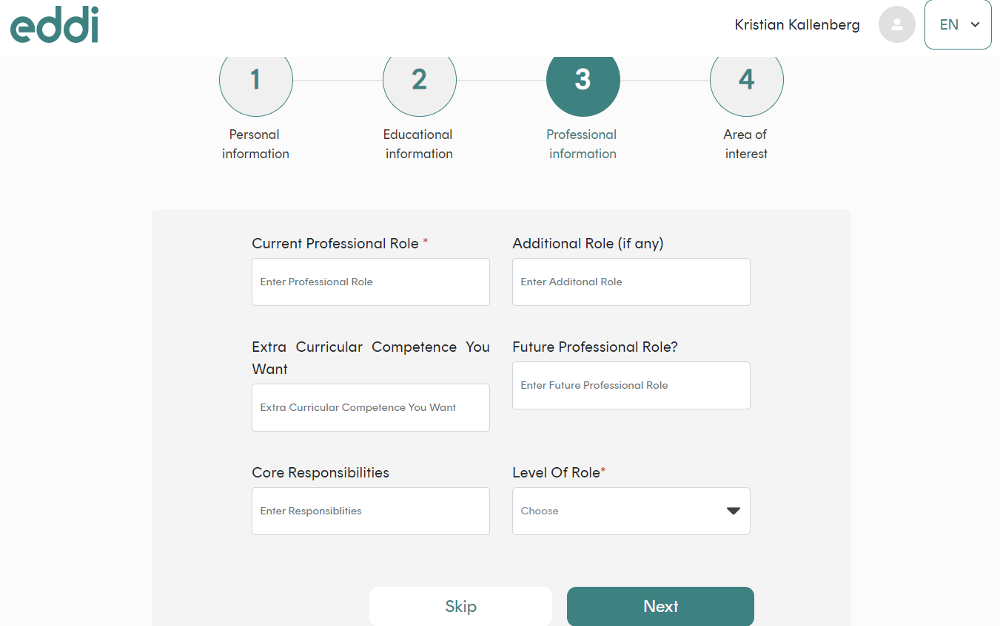 eddi
Kristian Kallenberg
EN
1
2
3
4
Personal
information
Educational
information
Professional
information
Area of
interest
Current Professional Role *
Additional Role (if any)
Enter Professional Role
Enter Additonal Role
Extra Curricular Competence You
Want
Future Professional Role?
Extra Curricular Competence You Want
Enter Future Professional Role
Core Responsibilities
Level Of Role*
Enter Responsiblities
Choose
Skip
Next